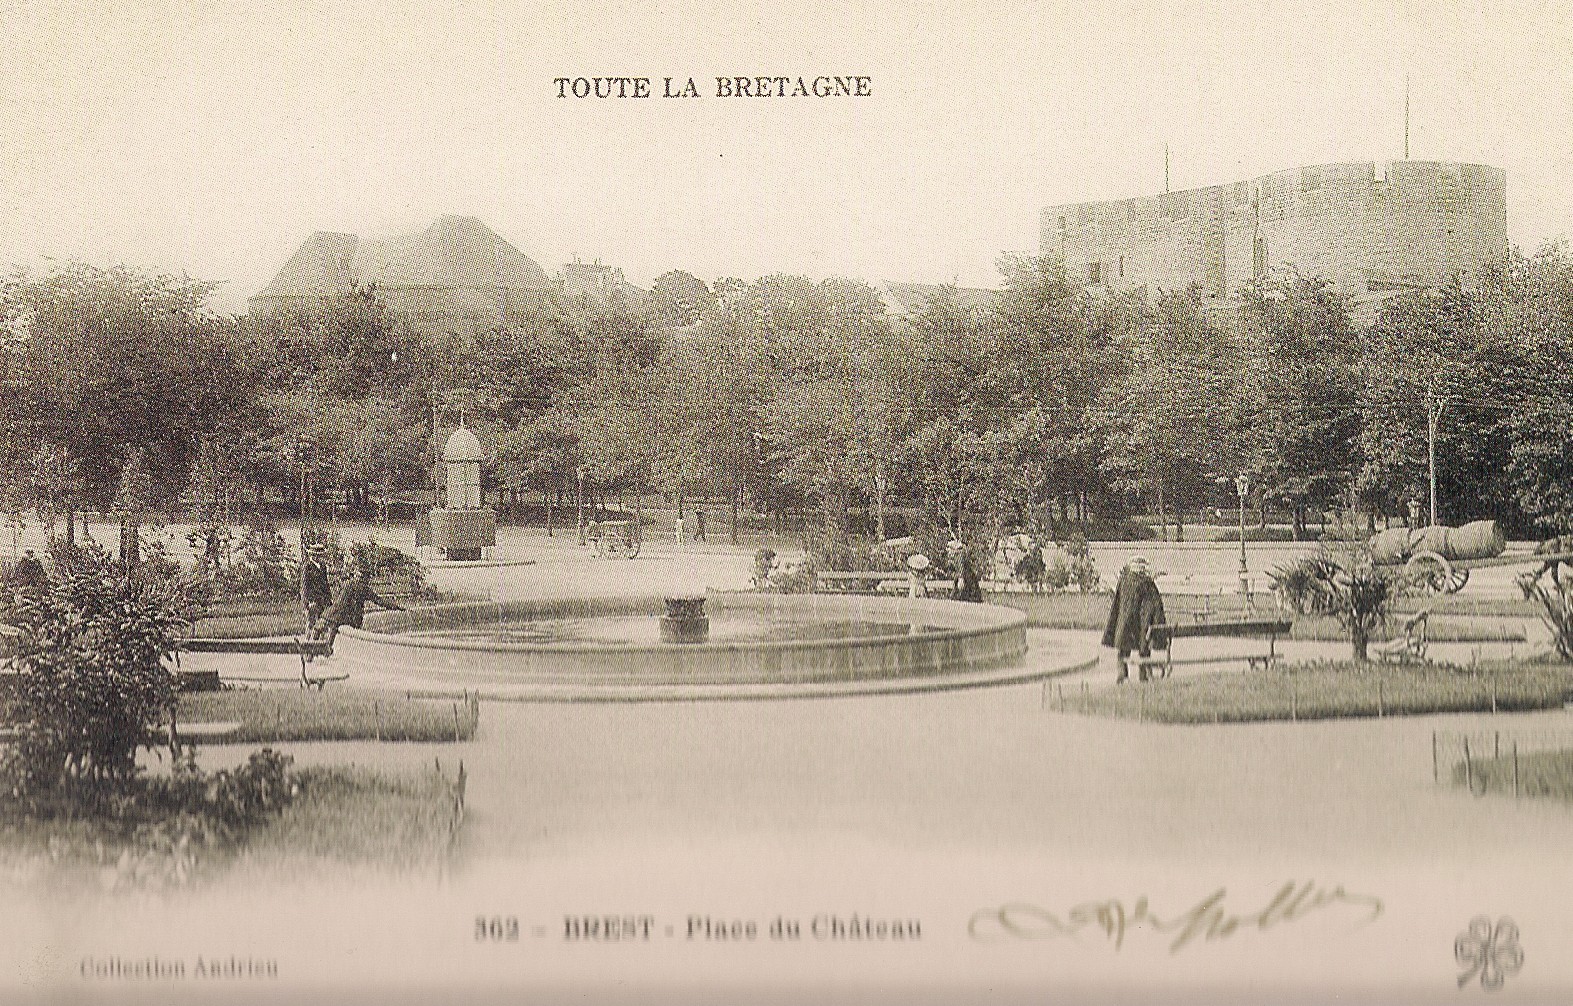 TOUTE LA BRETAGNE
362 - BREST - Place du Château
Collection Andrieu